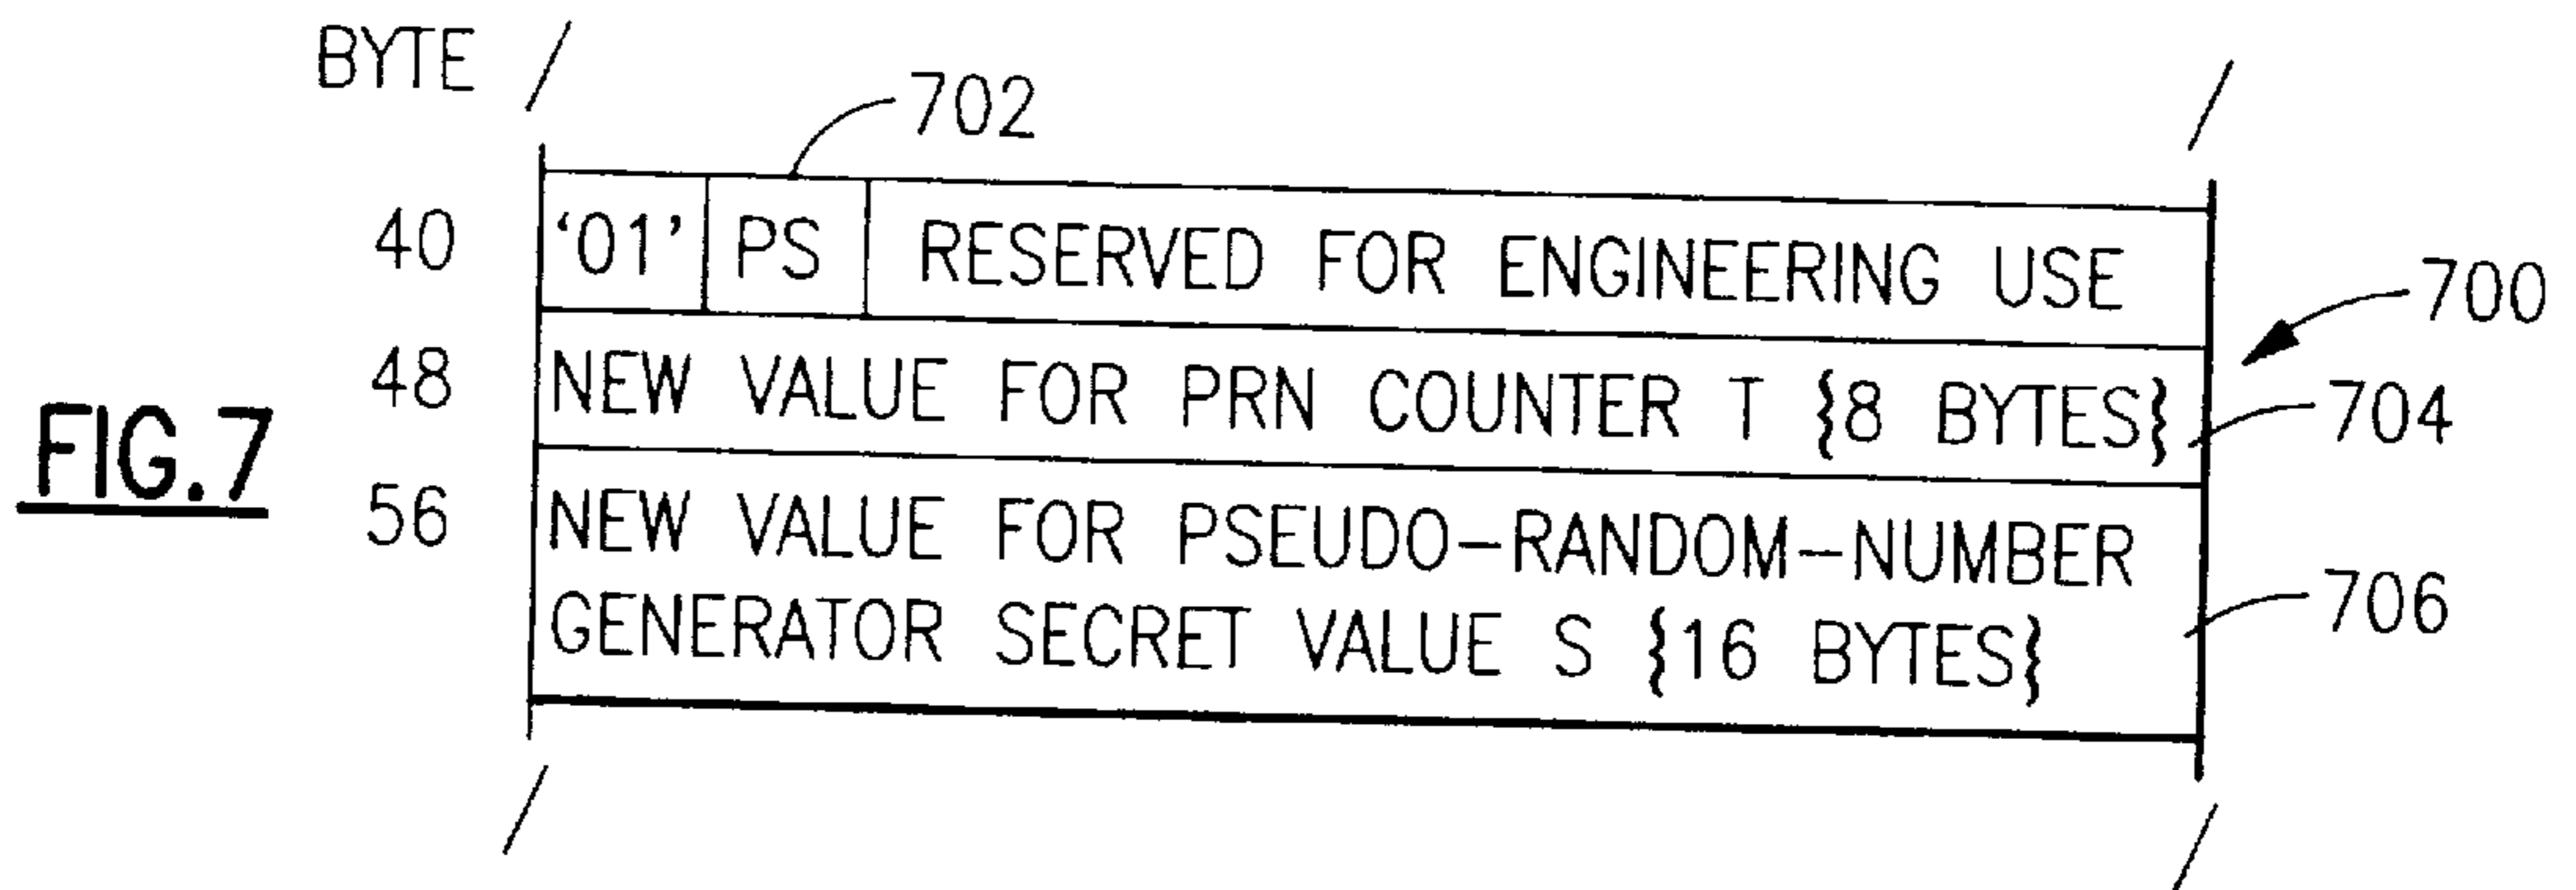 BYTE
702
40 '01' PS RESERVED FOR ENGINEERING USE
700
48 NEW VALUE FOR PRN COUNTER T {8 BYTES}
704
FIG.7
56 NEW VALUE FOR PSEUDO-RANDOM-NUMBER
GENERATOR SECRET VALUE S {16 BYTES}
706